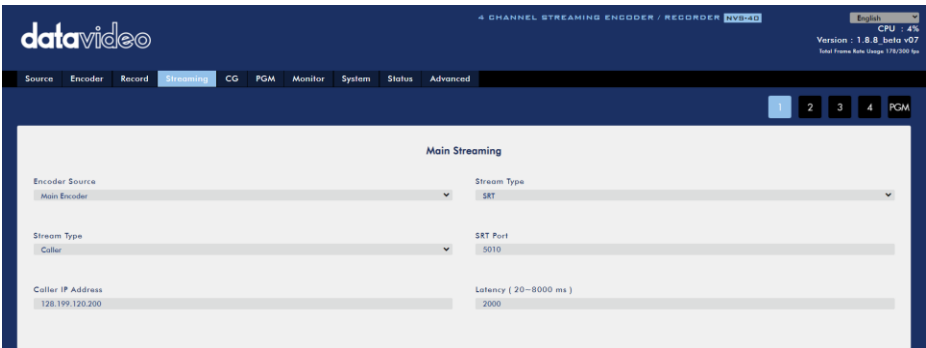 4 CHANNEL STREAMING ENCODER / RECORDER NVS-40
English
CPU : 4%
datavideo
Version : 1.8.8_beta v07
Total Frame Rate Usage 178/300 fps
Source Encoder Record Streaming CG PGM Monitor System Status Advanced
1 2 3 4 PGM
Main Streaming
Encoder Source
Stream Type
Main Encoder
SRT
Stream Type
SRT Port
Caller
5010
Caller IP Address
Latency ( 20~8000 ms )
128.199.120.200
2000